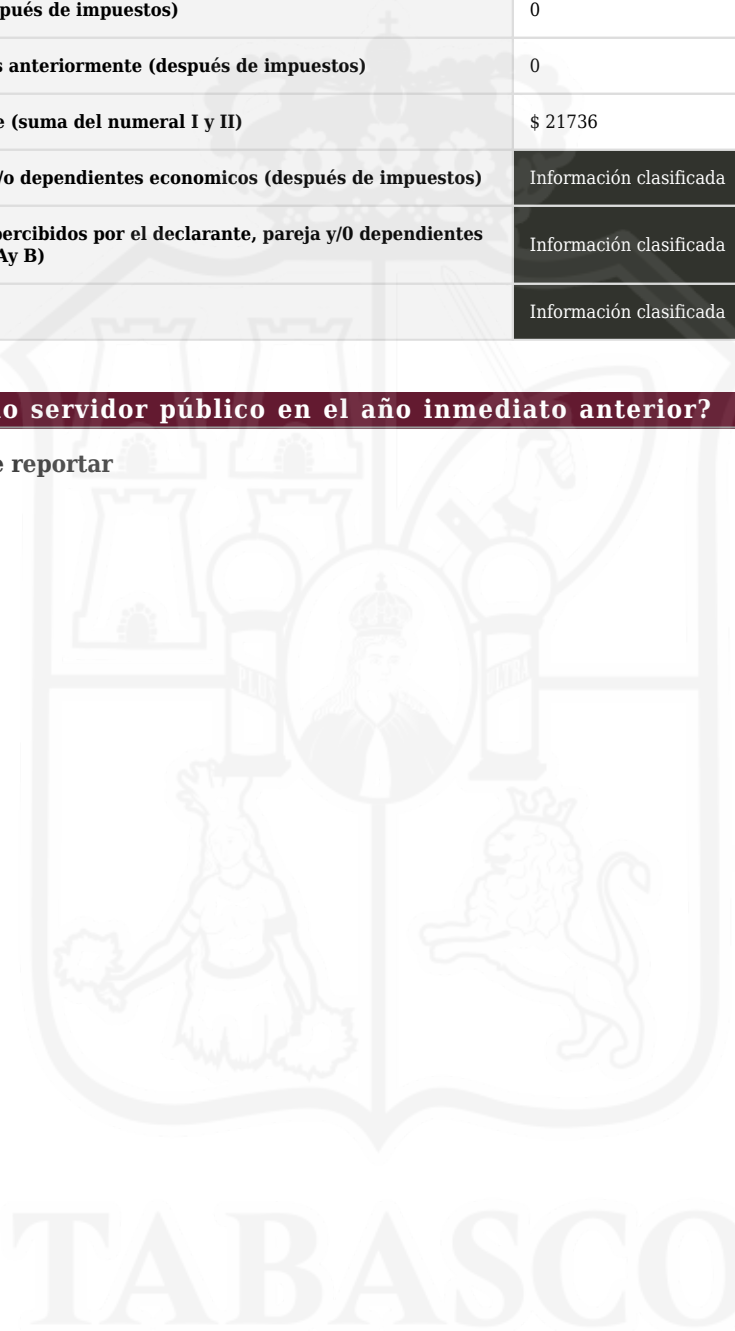 pués de impuestos)
0
s anteriormente (después de impuestos)
0
e (suma del numeral I y II)
$ 21736
/o dependientes economicos (después de impuestos)
Información clasificada
percibidos por el declarante, pareja y/0 dependientes
Ay B)
Información clasificada
Información clasificada
o servidor público en el año inmediato anterior?
e reportar
PLUS
ULTRA
TABASCO